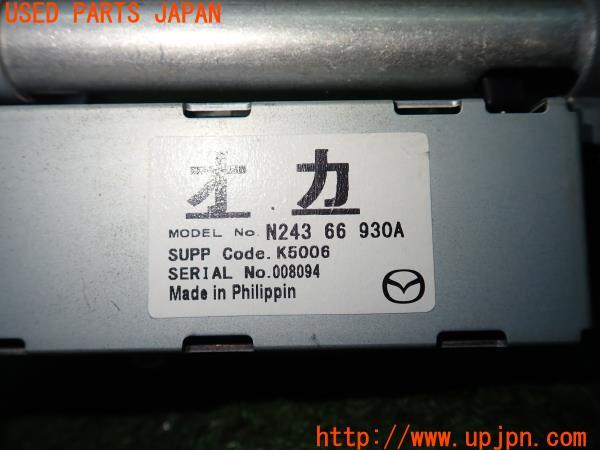 USED PARTS JAPAN
オ カ
MODEL No. N243 66 930A
SUPP Code. K5006
SERIAL No.008094
Made in Philippin
http://www.upjpn.com/